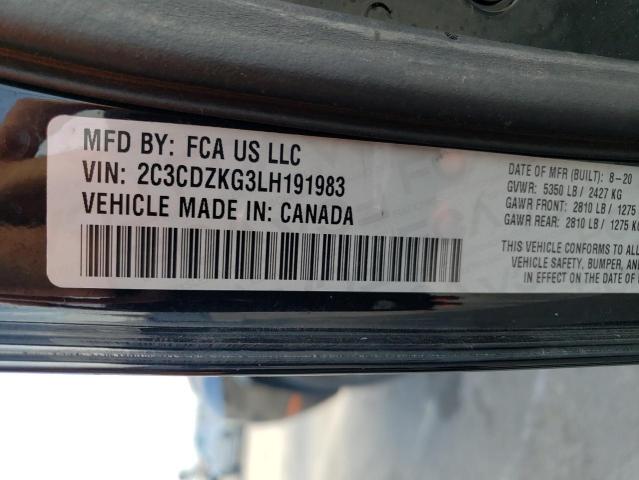 MFD BY: FCA US LLC
VIN: 2C3CDZKG3LH191983
VEHICLE MADE IN: CANADA
DATE OF MFR (BUILT): 8-20
GVWR: 5350 LB / 2427 KG
GAWR FRONT: 2810 LB / 1275
GAWR REAR: 2810 LB / 1275 KG
THIS VEHICLE CONFORMS TO ALL
VEHICLE SAFETY, BUMPER, AND
IN EFFECT ON THE DATE OF